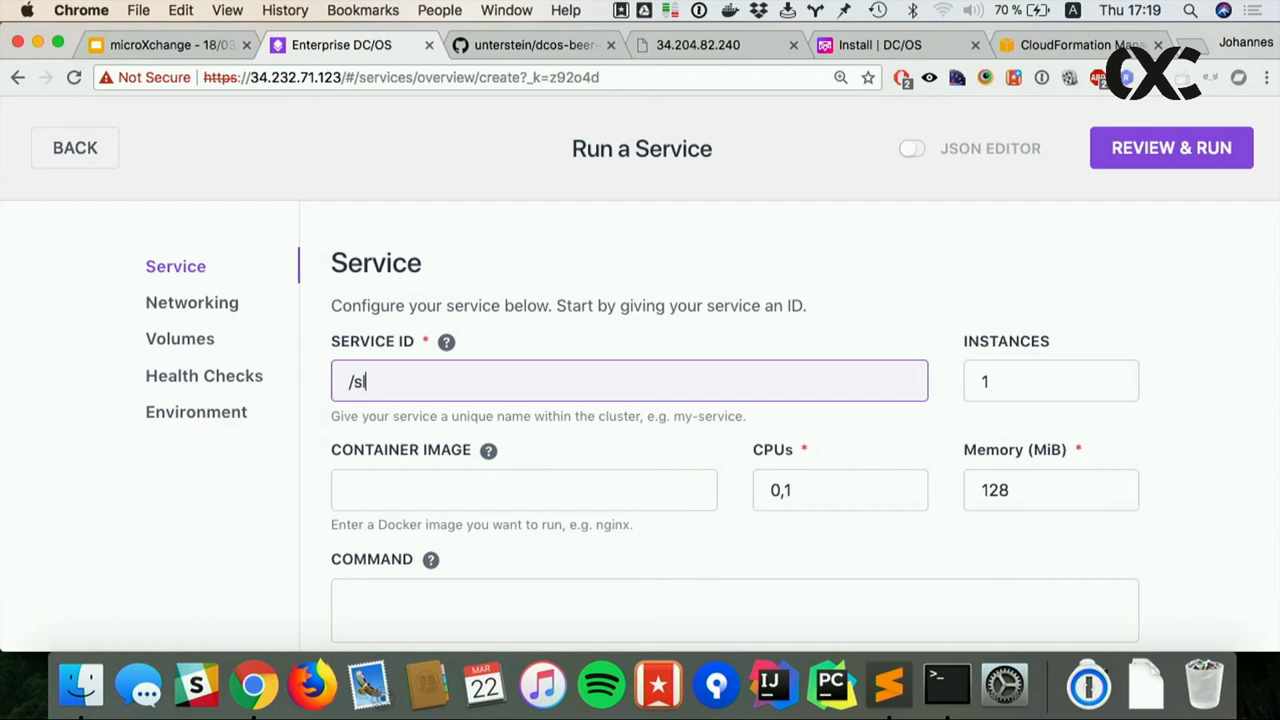 Chrome File Edit View History Bookmarks People Window Help 70 % A Thu 17:19
microXchange - 18/03 Enterprise DC/OS unterstein/dcos-beer- 34.204.82.240 Install | DC/OS CloudFormation Man Johannes
Not Secure https://34.232.71.123/#/services/overview/create?_k=z92o4d
BACK Run a Service JSON EDITOR REVIEW & RUN
Service
Networking
Volumes
Health Checks
Environment
Service
Configure your service below. Start by giving your service an ID.
SERVICE ID * ? INSTANCES
/sl 1
Give your service a unique name within the cluster, e.g. my-service.
CONTAINER IMAGE ? CPUs * Memory (MiB) *
0,1 128
Enter a Docker image you want to run, e.g. nginx.
COMMAND ?
MAR
22
IJ
PC